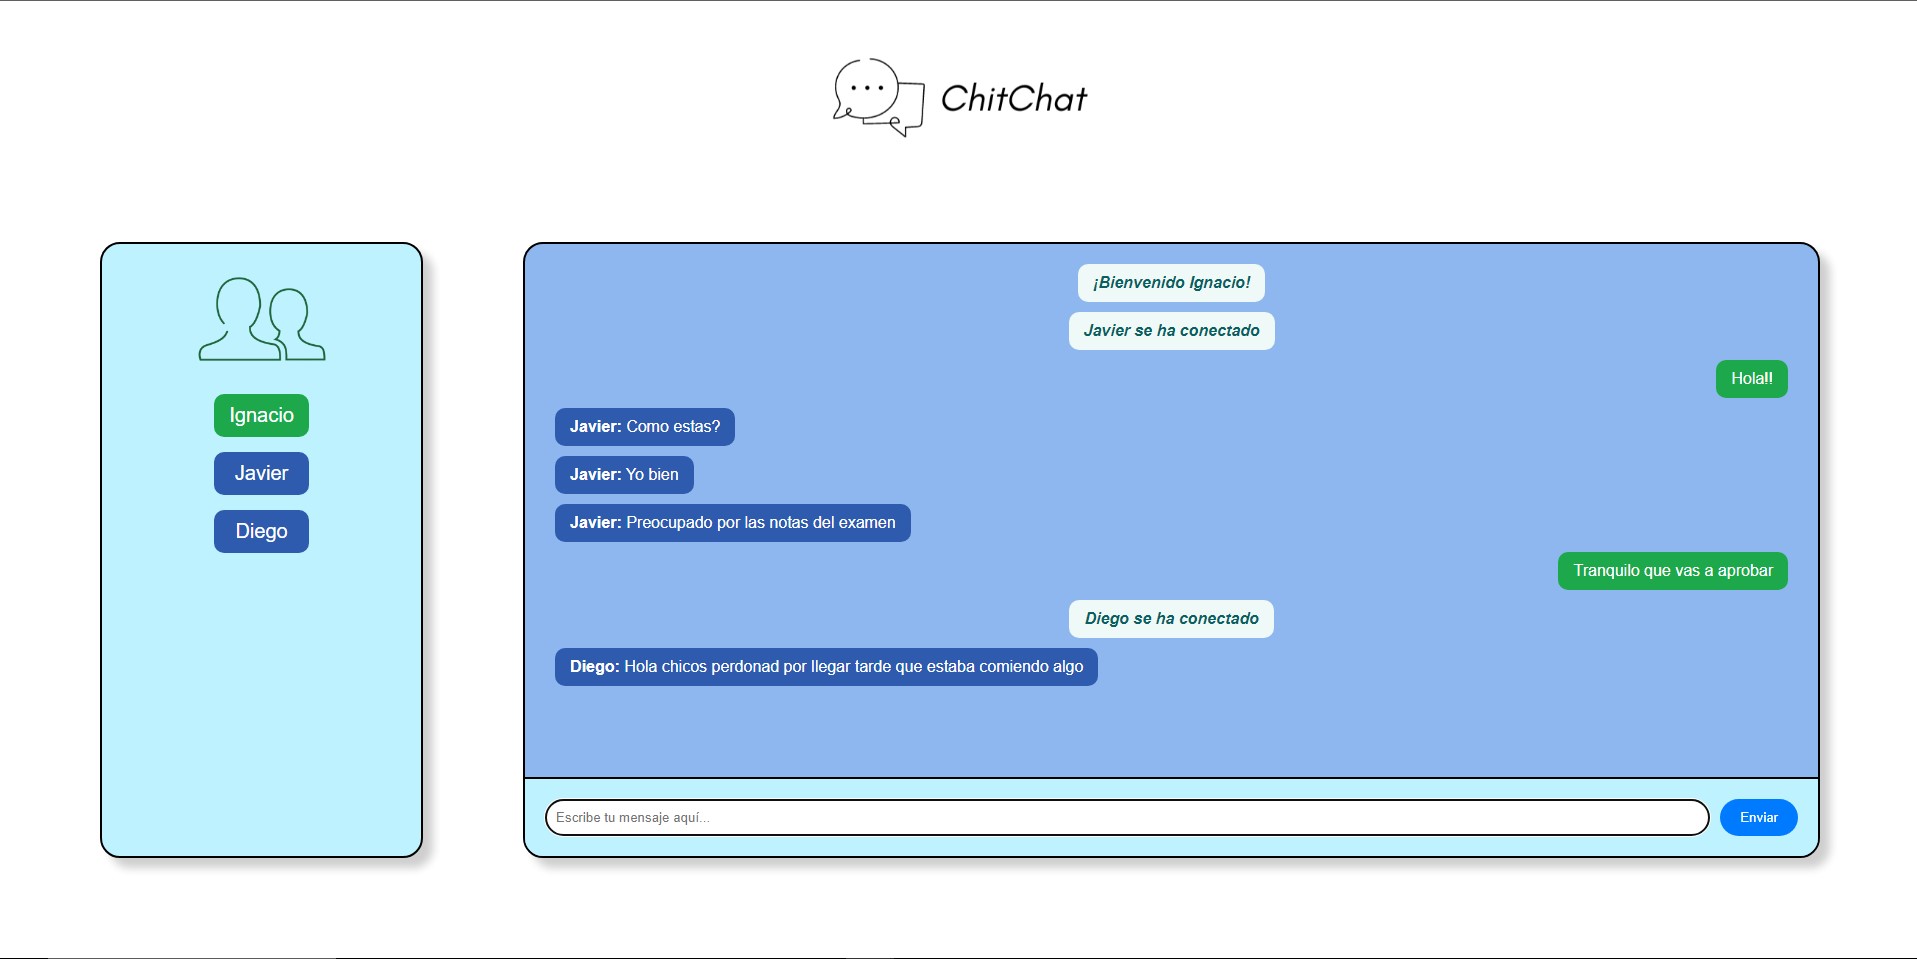 ChitChat
Ignacio
Javier
Diego
¡Bienvenido Ignacio!
Javier se ha conectado
Hola!!
Javier: Como estas?
Javier: Yo bien
Javier: Preocupado por las notas del examen
Tranquilo que vas a aprobar
Diego se ha conectado
Diego: Hola chicos perdonad por llegar tarde que estaba comiendo algo
Escribe tu mensaje aquí...
Enviar